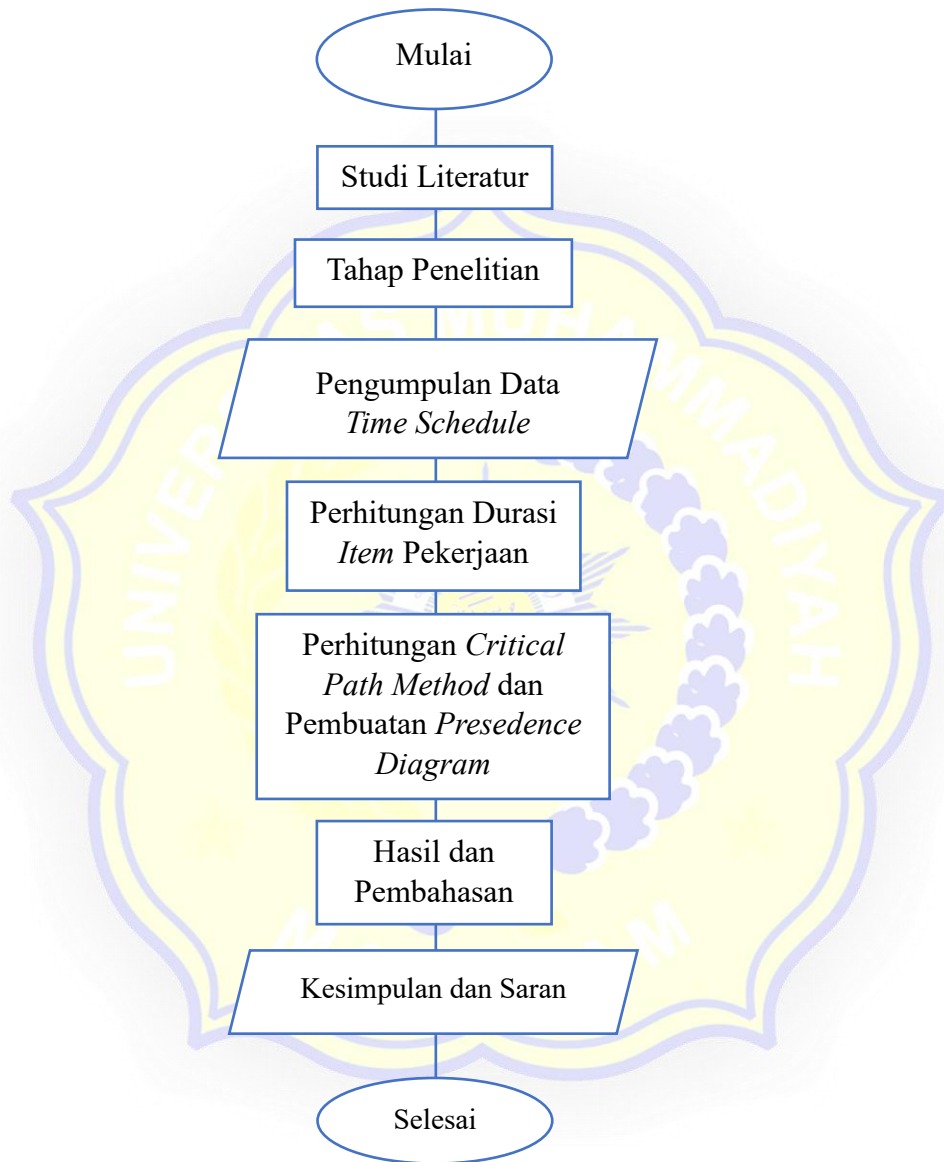 Mulai
Studi Literatur
Tahap Penelitian
Pengumpulan Data
Time Schedule
Perhitungan Durasi
Item Pekerjaan
Perhitungan Critical
Path Method dan
Pembuatan Presedence
Diagram
Hasil dan
Pembahasan
Kesimpulan dan Saran
Selesai